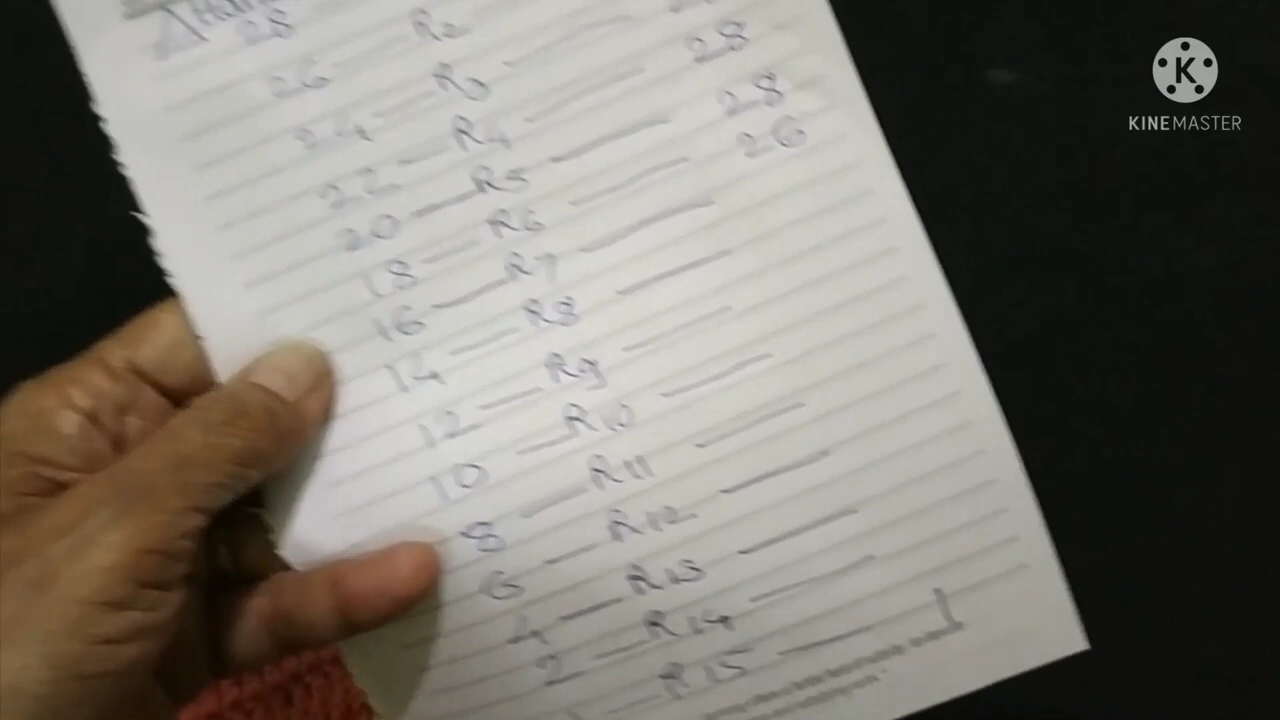 28 R2
26 R3 28
24 R4 28
22 R5 26
20 R6
18 R7
16 R8
14 R9
12 R10
10 R11
8 R12
6 R13
4 R14
2 R15
K
KINEMASTER